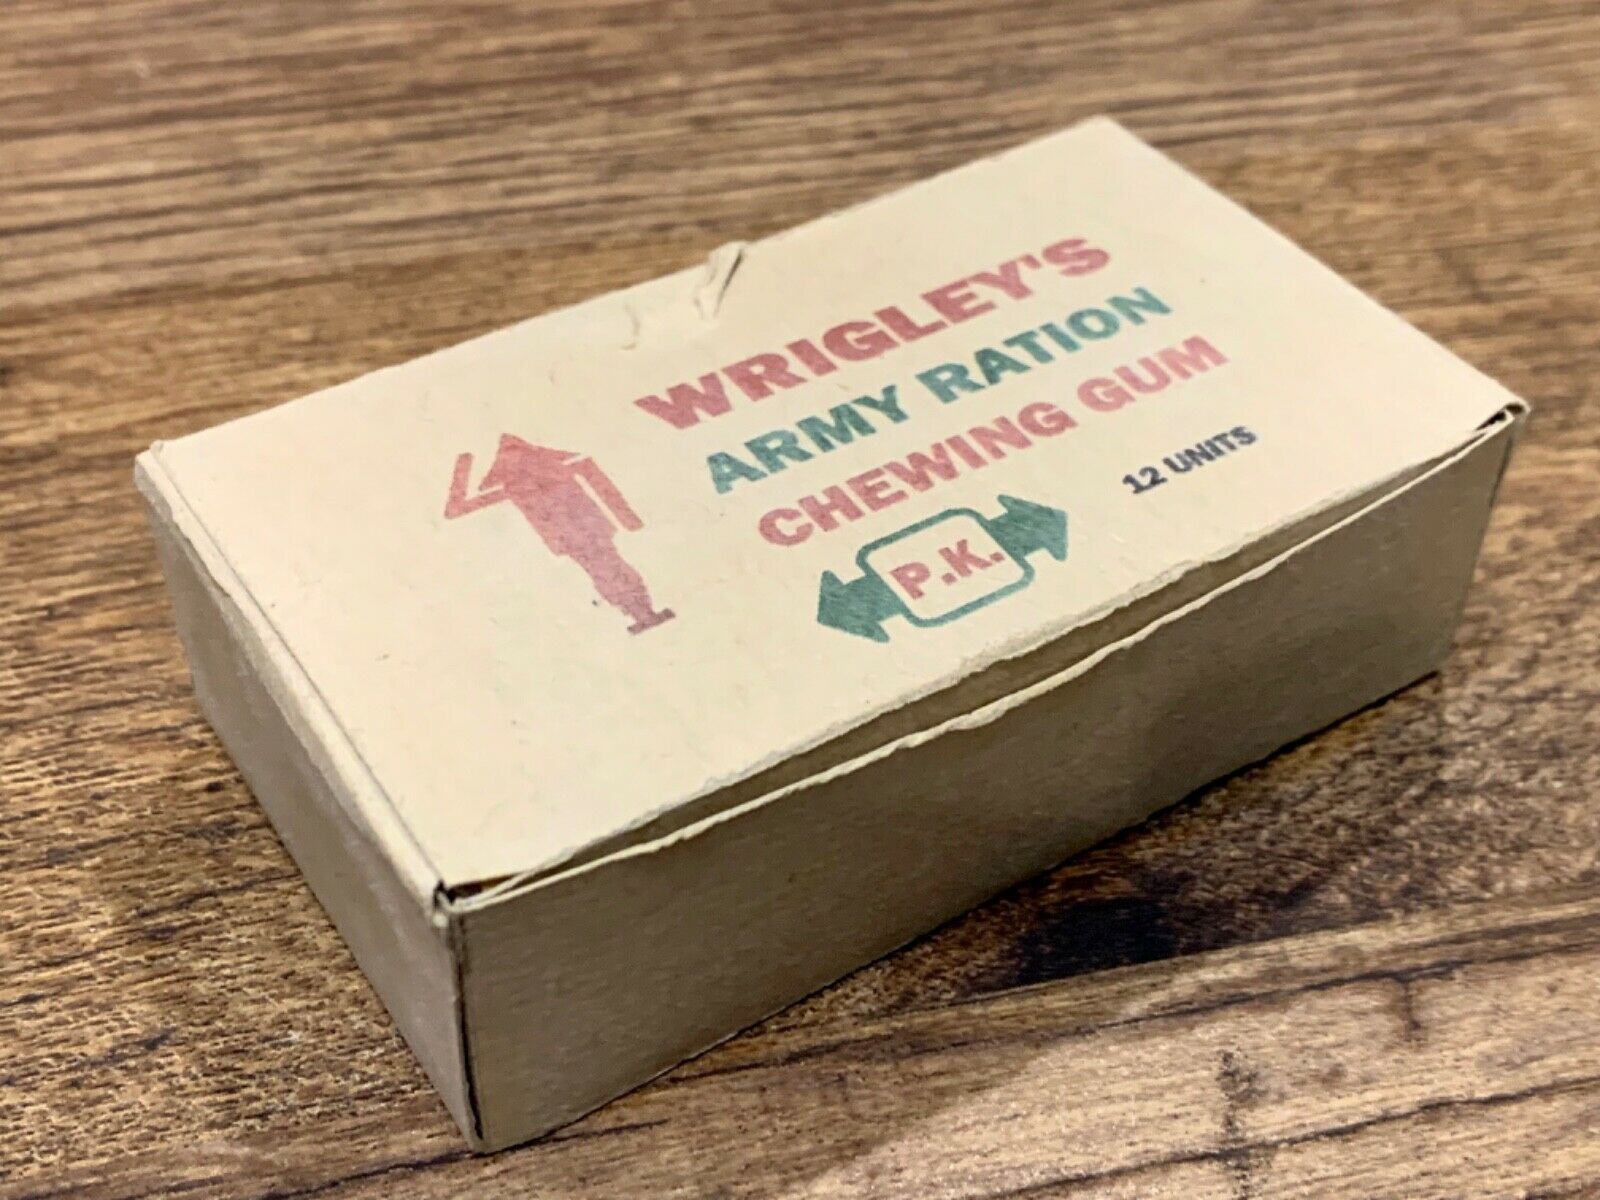 WRIGLEY'S
ARMY RATION
CHEWING GUM
12 UNITS
P.K.